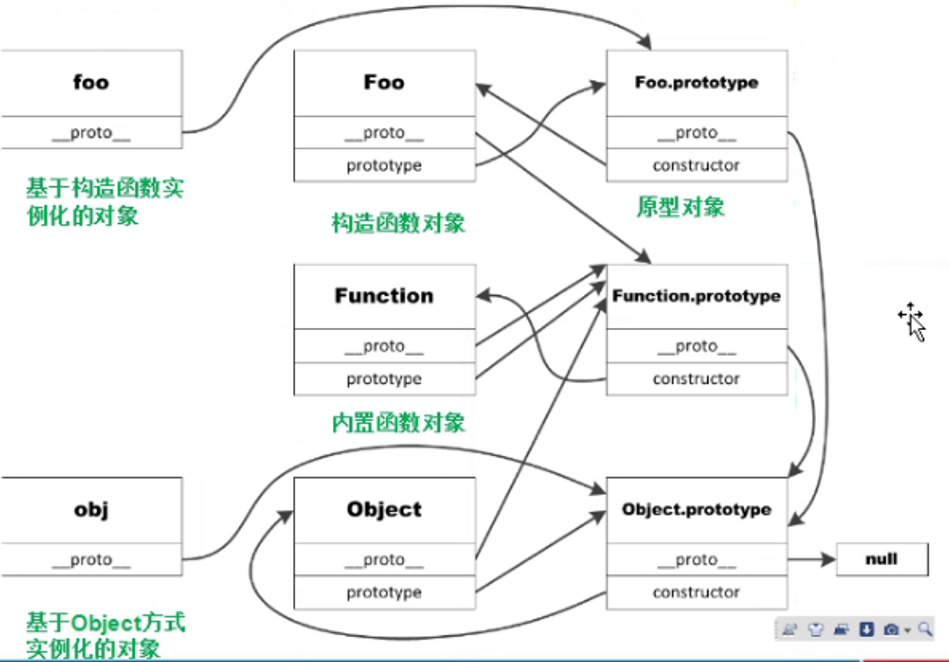 foo
__proto__
基于构造函数实
例化的对象
Foo
__proto__
prototype
构造函数对象
Foo.prototype
__proto__
constructor
原型对象
Function
__proto__
prototype
内置函数对象
Function.prototype
__proto__
constructor
obj
__proto__
基于Object方式
实例化的对象
Object
__proto__
prototype
Object.prototype
__proto__
constructor
null